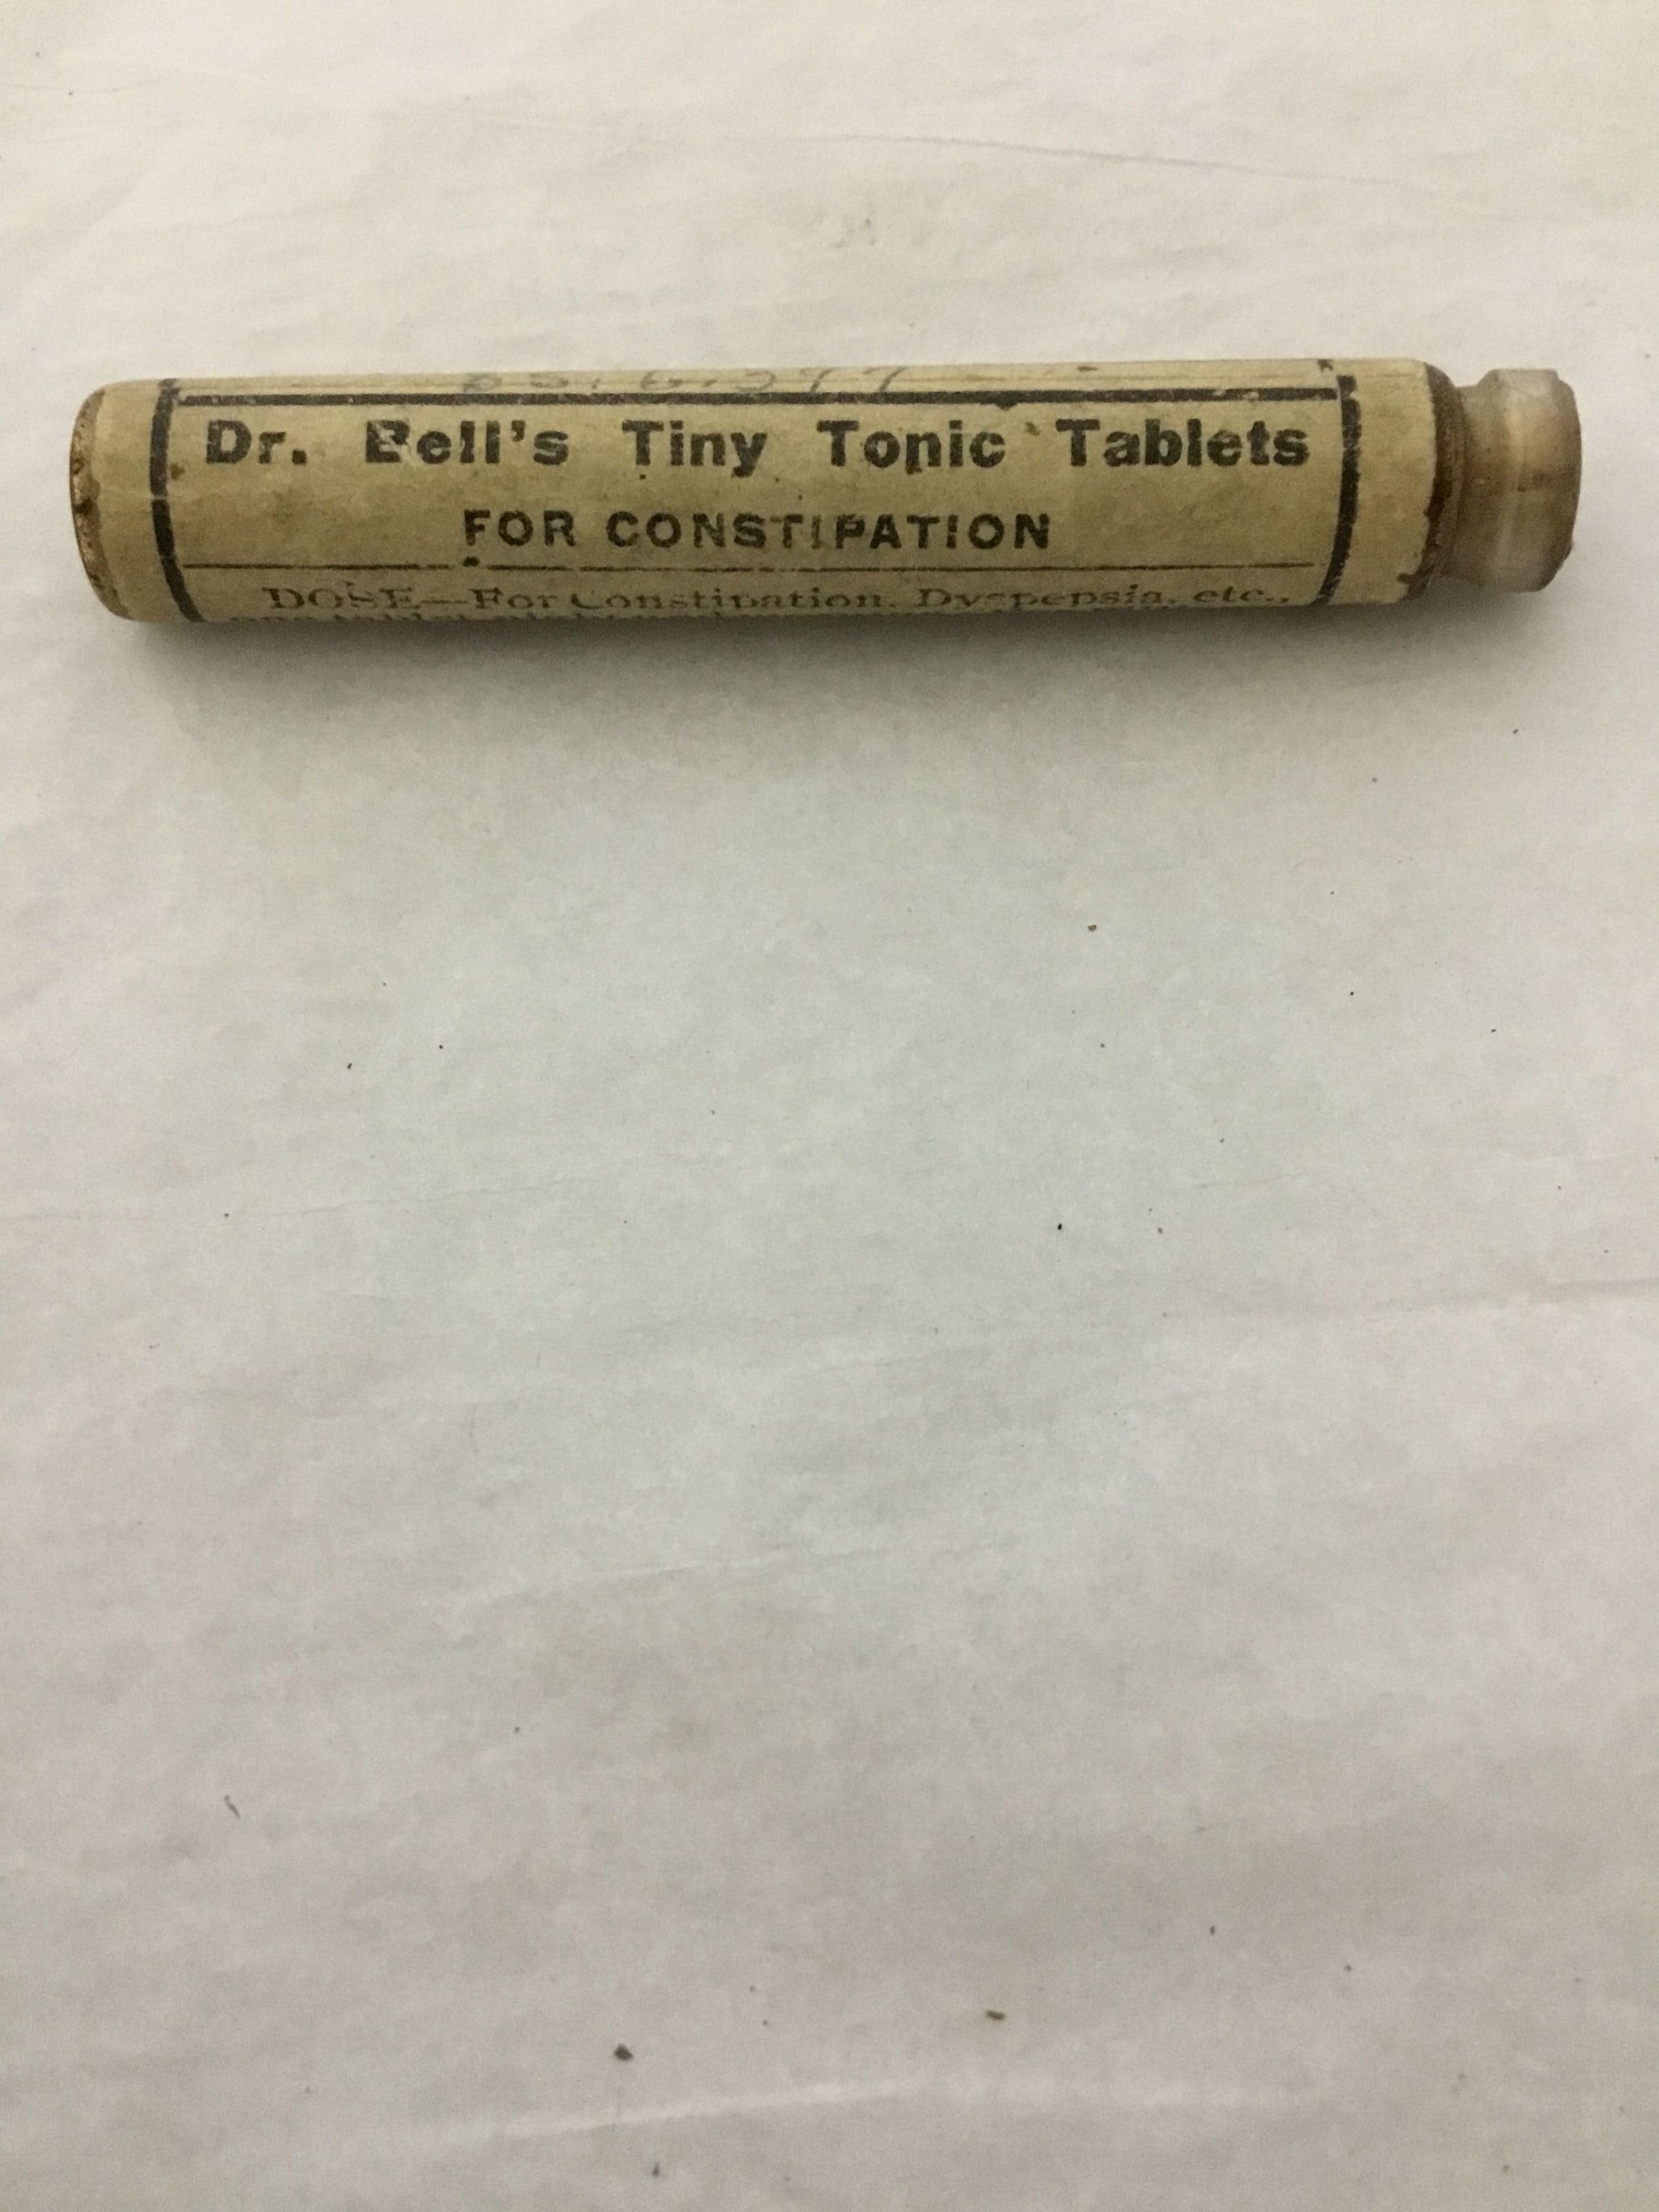 Dr. Bell's Tiny Tonic Tablets
FOR CONSTIPATION
DOSE—For Constipation, Dyspepsia, etc.,